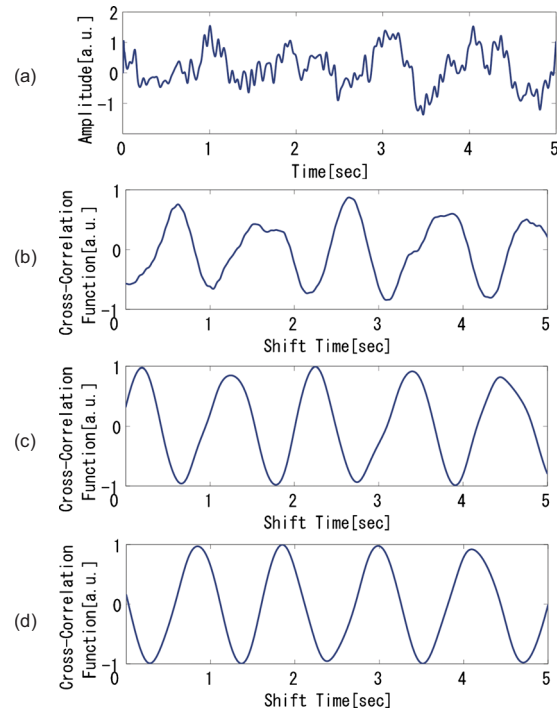 (a)
Amplitude[a.u.]
2
1
0
-1
0 1 2 3 4 5
Time[sec]
(b)
Cross-Correlation
Function[a.u.]
1
0
-1
0 1 2 3 4 5
Shift Time[sec]
(c)
Cross-Correlation
Function[a.u.]
1
0
-1
0 1 2 3 4 5
Shift Time[sec]
(d)
Cross-Correlation
Function[a.u.]
1
0
-1
0 1 2 3 4 5
Shift Time[sec]